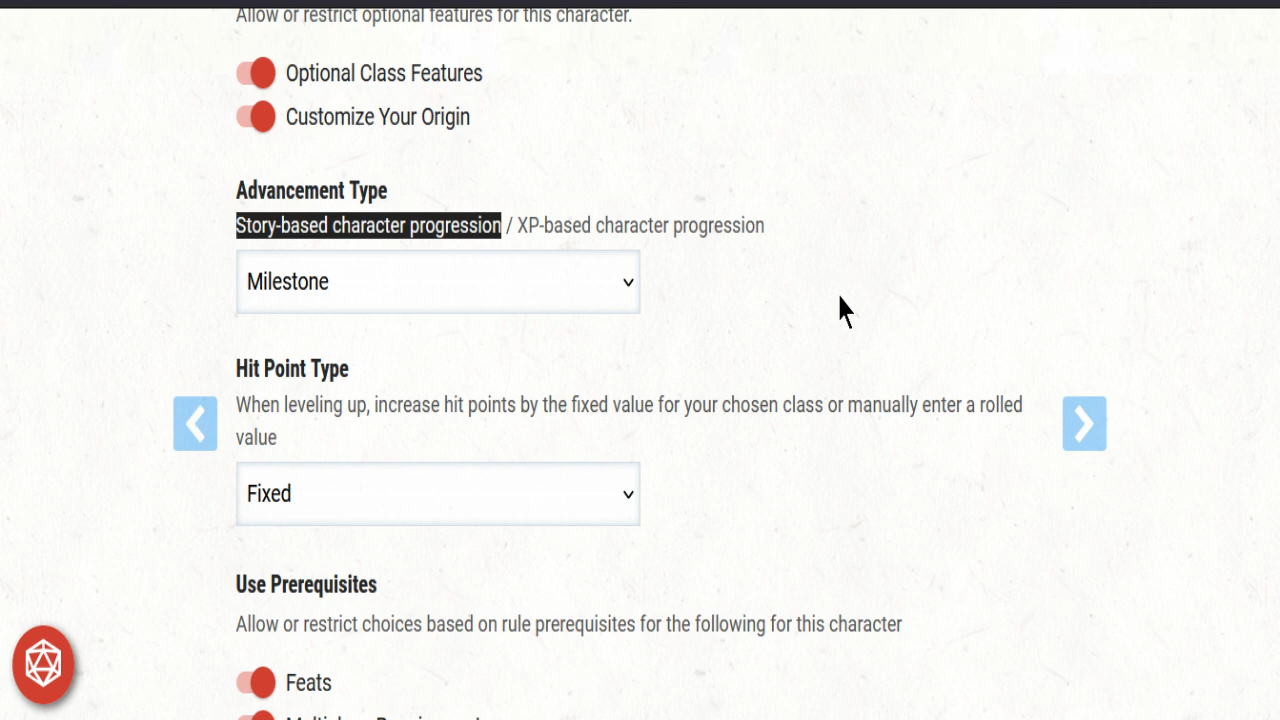 Allow or restrict optional features for this character.
Optional Class Features
Customize Your Origin
Advancement Type
Story-based character progression / XP-based character progression
Milestone
Hit Point Type
When leveling up, increase hit points by the fixed value for your chosen class or manually enter a rolled
value
Fixed
Use Prerequisites
Allow or restrict choices based on rule prerequisites for the following for this character
Feats